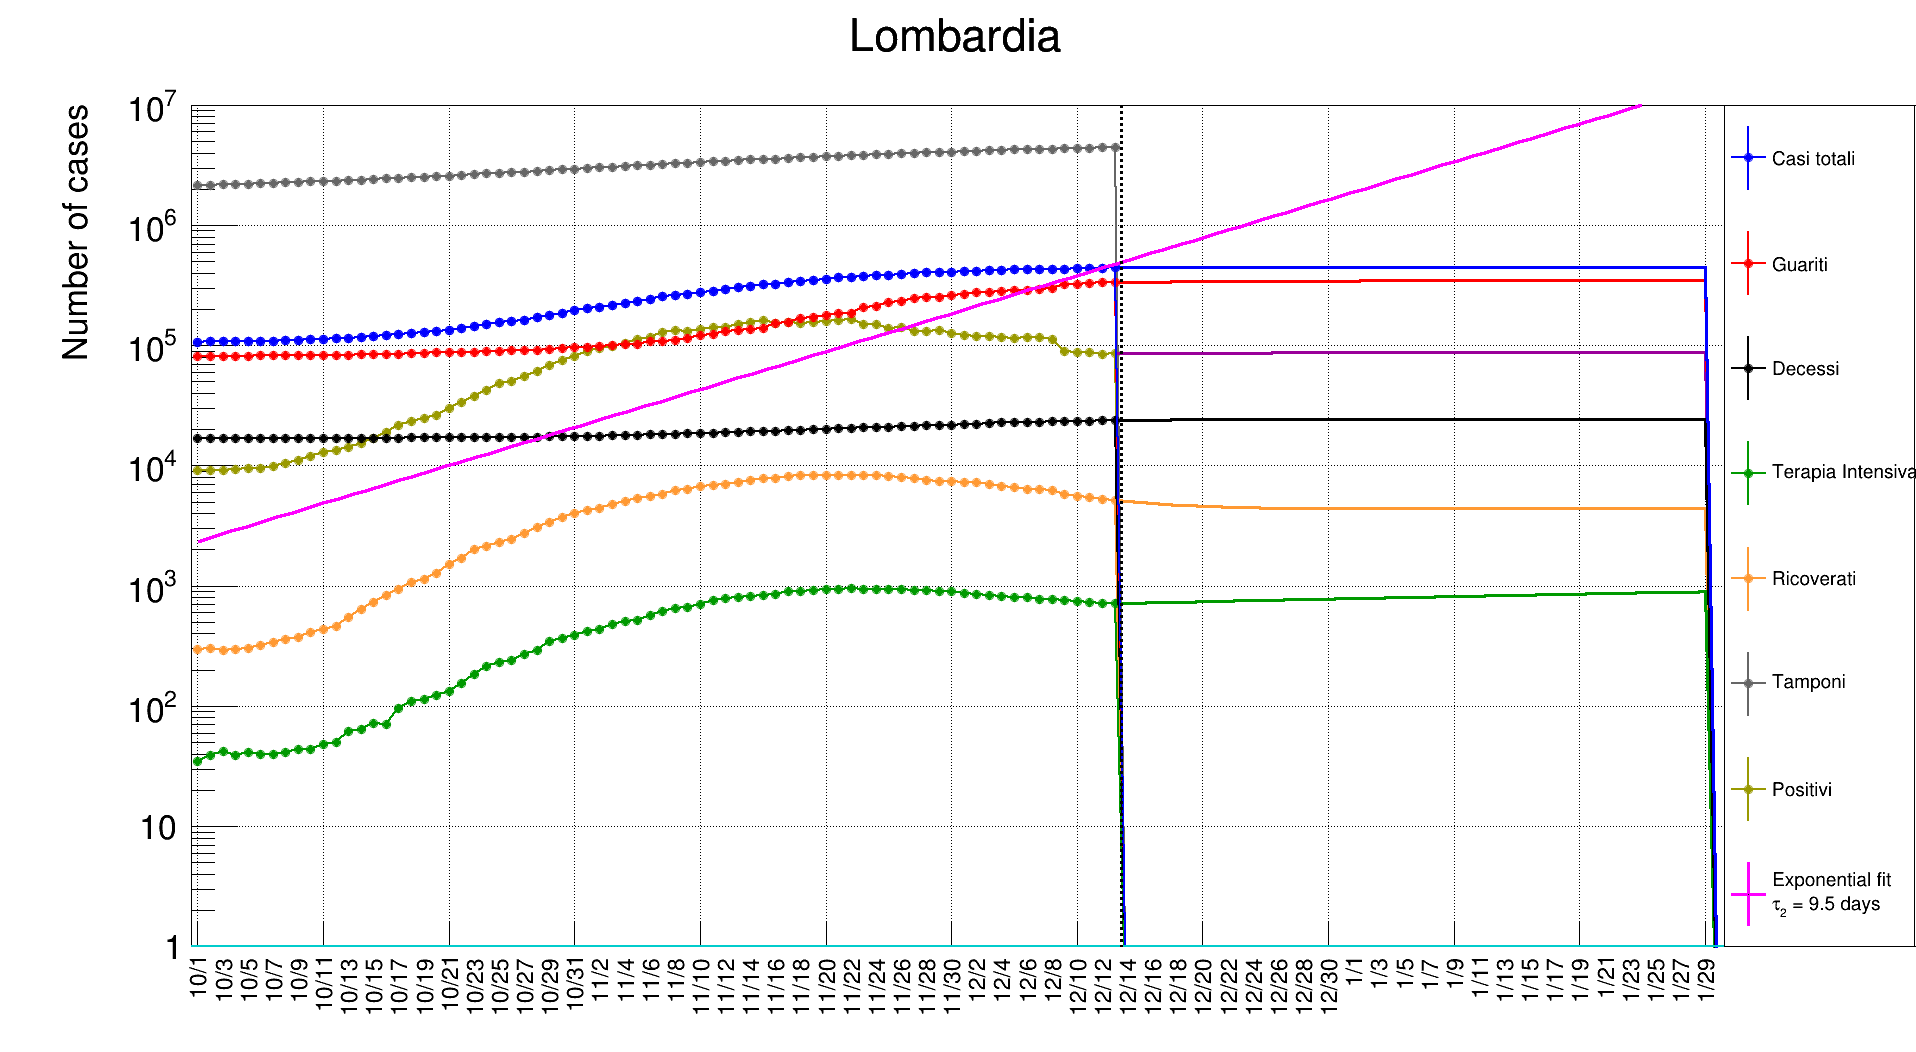 Lombardia
Number of cases
10^7
10^6
10^5
10^4
10^3
10^2
10
1
10/1 10/3 10/5 10/7 10/9 10/11 10/13 10/15 10/17 10/19 10/21 10/23 10/25 10/27 10/29 10/31 11/2 11/4 11/6 11/8 11/10 11/12 11/14 11/16 11/18 11/20 11/22 11/24 11/26 11/28 11/30 12/2 12/4 12/6 12/8 12/10 12/12 12/14 12/16 12/18 12/20 12/22 12/24 12/26 12/28 12/30 1/1 1/3 1/5 1/7 1/9 1/11 1/13 1/15 1/17 1/19 1/21 1/23 1/25 1/27 1/29
Casi totali
Guariti
Decessi
Terapia Intensiva
Ricoverati
Tamponi
Positivi
Exponential fit
τ₂ = 9.5 days